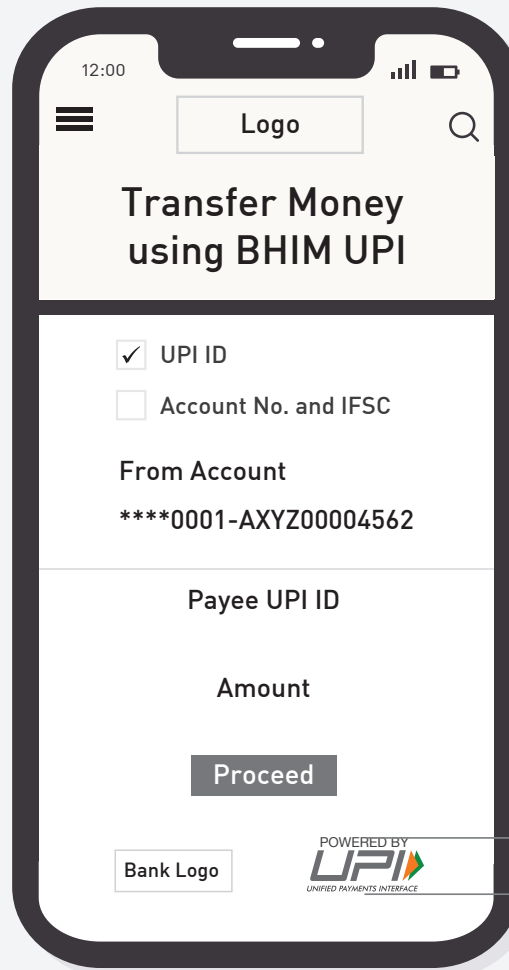 12:00
Logo
Transfer Money
using BHIM UPI
✓ UPI ID
Account No. and IFSC
From Account
****0001-AXYZ00004562
Payee UPI ID
Amount
Proceed
Bank Logo
POWERED BY
UPI
UNIFIED PAYMENTS INTERFACE